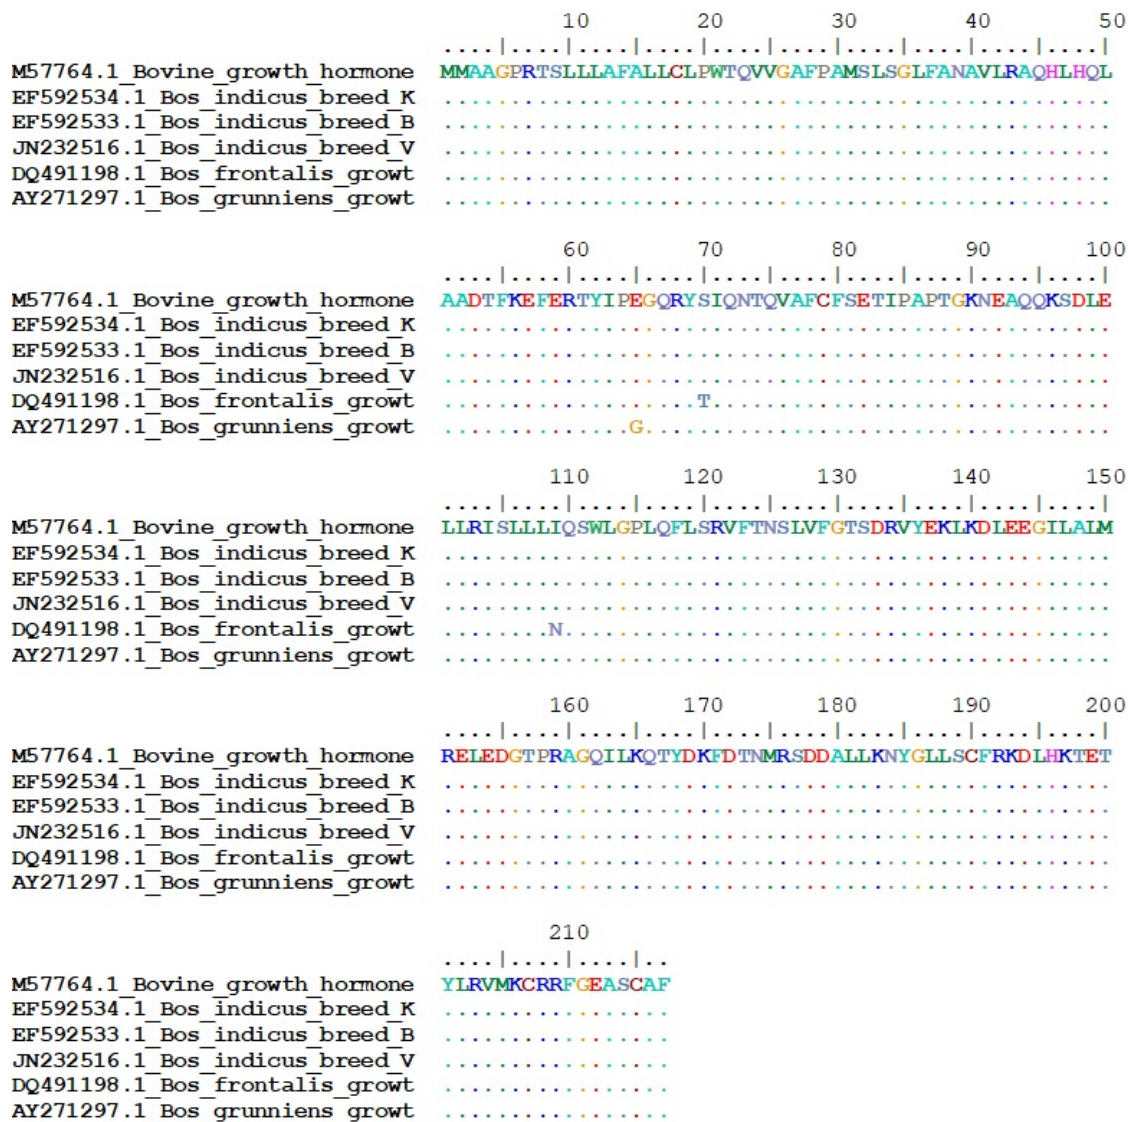 10 20 30 40 50
....|....|....|....|....|....|....|....|....|....|
M57764.1_Bovine_growth_hormone MMAAGPRTSLLLAFALLCLPWTQVVGAFPAMSLSGLFANAVLRAQHLHQL
EF592534.1_Bos_indicus_breed_K ..................................................
EF592533.1_Bos_indicus_breed_B ..................................................
JN232516.1_Bos_indicus_breed_V ..................................................
DQ491198.1_Bos_frontalis_growt ..................................................
AY271297.1_Bos_grunniens_growt ..................................................
60 70 80 90 100
....|....|....|....|....|....|....|....|....|....|
M57764.1_Bovine_growth_hormone AADTFKEFERTYIPEGQRYSIQNTQVAFCFSETIPAPTGKNEAQQKSDLE
EF592534.1_Bos_indicus_breed_K ..................................................
EF592533.1_Bos_indicus_breed_B ..................................................
JN232516.1_Bos_indicus_breed_V ..................................................
DQ491198.1_Bos_frontalis_growt ...................T..............................
AY271297.1_Bos_grunniens_growt ..............G...................................
110 120 130 140 150
....|....|....|....|....|....|....|....|....|....|
M57764.1_Bovine_growth_hormone LLRISLLLIQSWLGPLQFLSRVFTNSLVFGTSDRVYEKLKDLEEGILALM
EF592534.1_Bos_indicus_breed_K ..................................................
EF592533.1_Bos_indicus_breed_B ..................................................
JN232516.1_Bos_indicus_breed_V ..................................................
DQ491198.1_Bos_frontalis_growt ........N.........................................
AY271297.1_Bos_grunniens_growt ..................................................
160 170 180 190 200
....|....|....|....|....|....|....|....|....|....|
M57764.1_Bovine_growth_hormone RELEDGTPRAGQILKQTYDKFDTNMRSDDALLKNYGLLSCFRKDLHKTET
EF592534.1_Bos_indicus_breed_K ..................................................
EF592533.1_Bos_indicus_breed_B ..................................................
JN232516.1_Bos_indicus_breed_V ..................................................
DQ491198.1_Bos_frontalis_growt ..................................................
AY271297.1_Bos_grunniens_growt ..................................................
210
....|....|....|..
M57764.1_Bovine_growth_hormone YLRVMKCRRFGEASCAF
EF592534.1_Bos_indicus_breed_K .................
EF592533.1_Bos_indicus_breed_B .................
JN232516.1_Bos_indicus_breed_V .................
DQ491198.1_Bos_frontalis_growt .................
AY271297.1_Bos_grunniens_growt .................